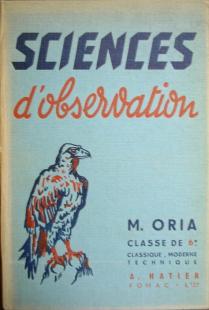 SCIENCES
d'observation
M. ORIA
CLASSE DE 6e
CLASSIQUE, MODERNE
TECHNIQUE
A. HATIER